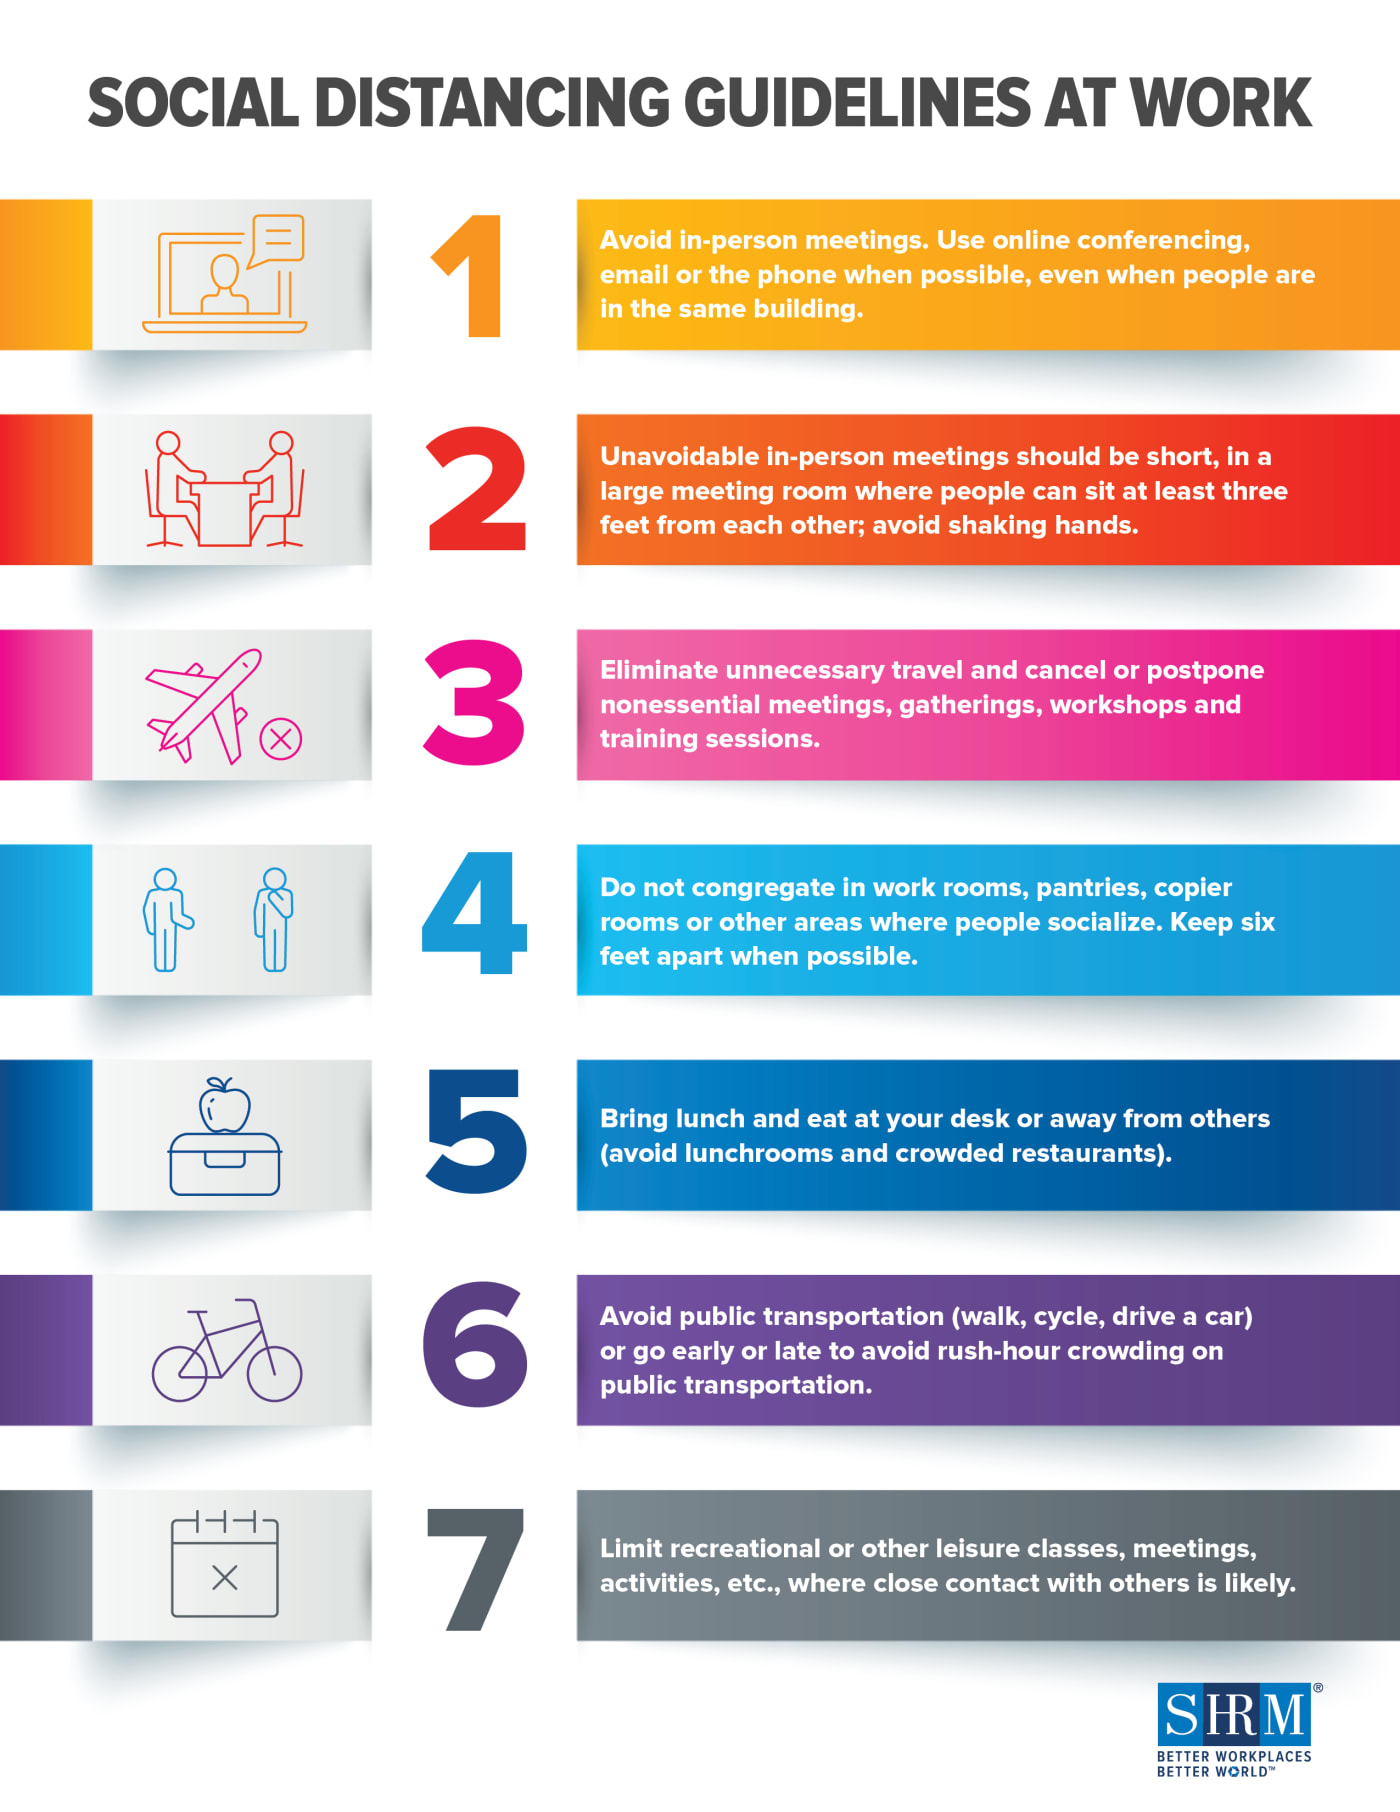 SOCIAL DISTANCING GUIDELINES AT WORK
1
Avoid in-person meetings. Use online conferencing,
email or the phone when possible, even when people are
in the same building.
2
Unavoidable in-person meetings should be short, in a
large meeting room where people can sit at least three
feet from each other; avoid shaking hands.
3
Eliminate unnecessary travel and cancel or postpone
nonessential meetings, gatherings, workshops and
training sessions.
4
Do not congregate in work rooms, pantries, copier
rooms or other areas where people socialize. Keep six
feet apart when possible.
5
Bring lunch and eat at your desk or away from others
(avoid lunchrooms and crowded restaurants).
6
Avoid public transportation (walk, cycle, drive a car)
or go early or late to avoid rush-hour crowding on
public transportation.
7
Limit recreational or other leisure classes, meetings,
activities, etc., where close contact with others is likely.
SHRM®
BETTER WORKPLACES
BETTER WORLD™